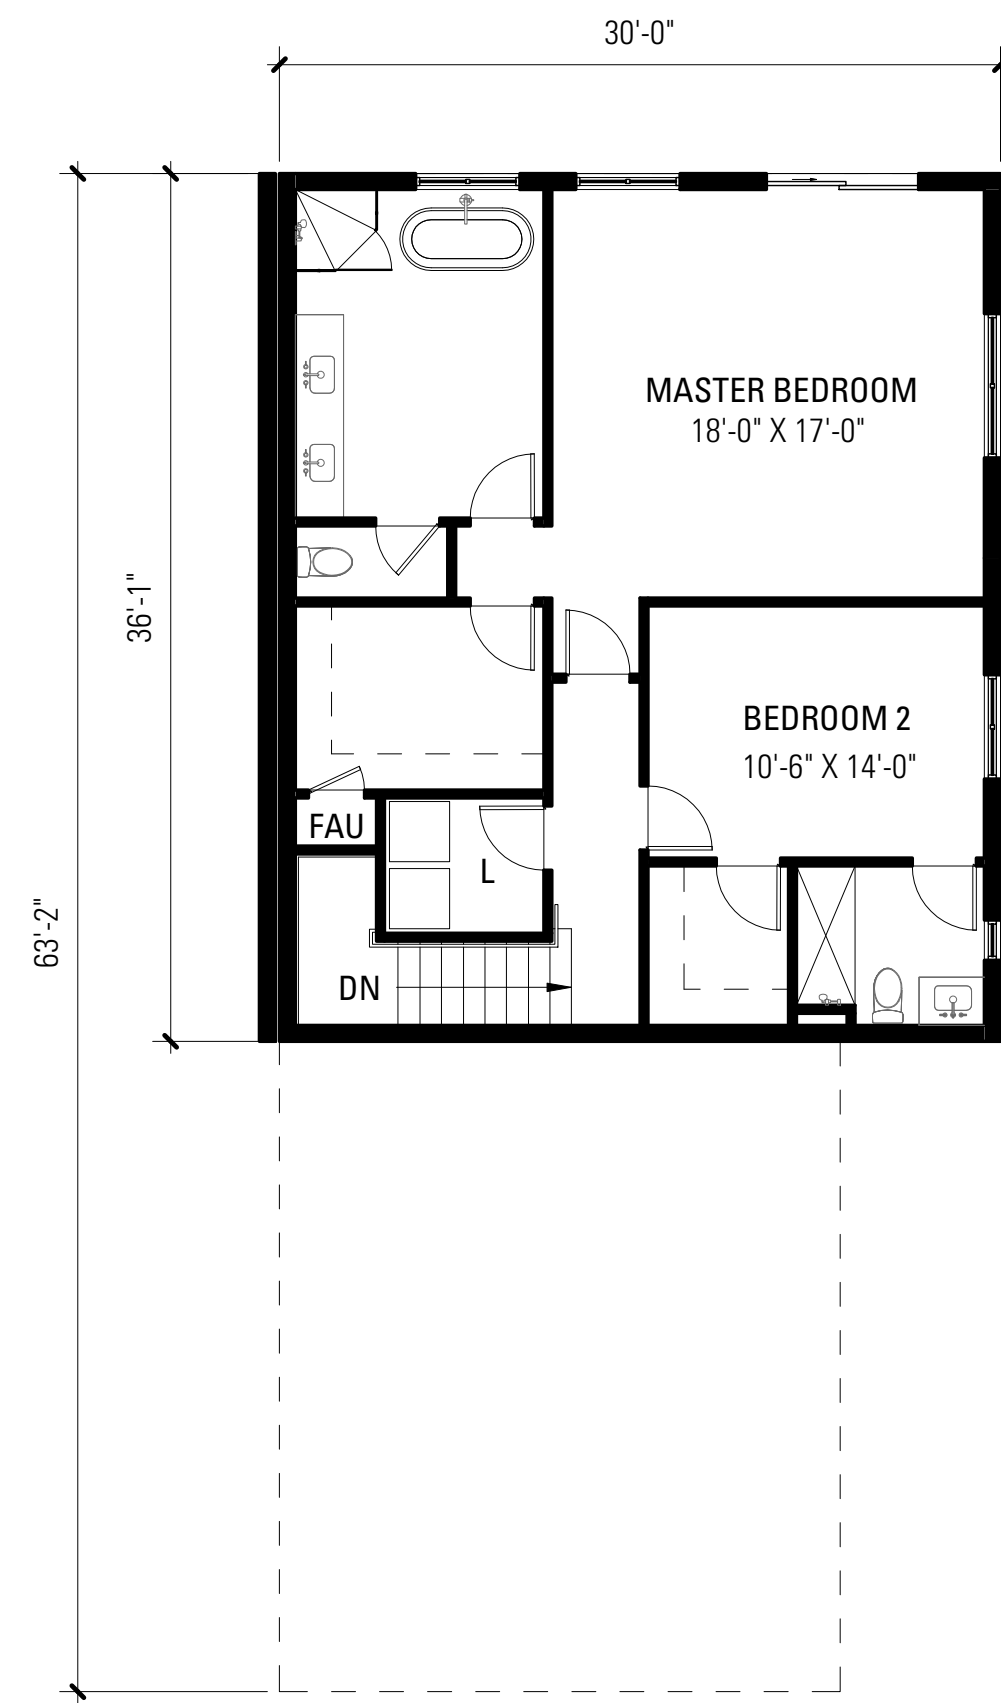 30'-0"
MASTER BEDROOM
18'-0" X 17'-0"
36'-1"
BEDROOM 2
10'-6" X 14'-0"
FAU
L
63'-2"
DN